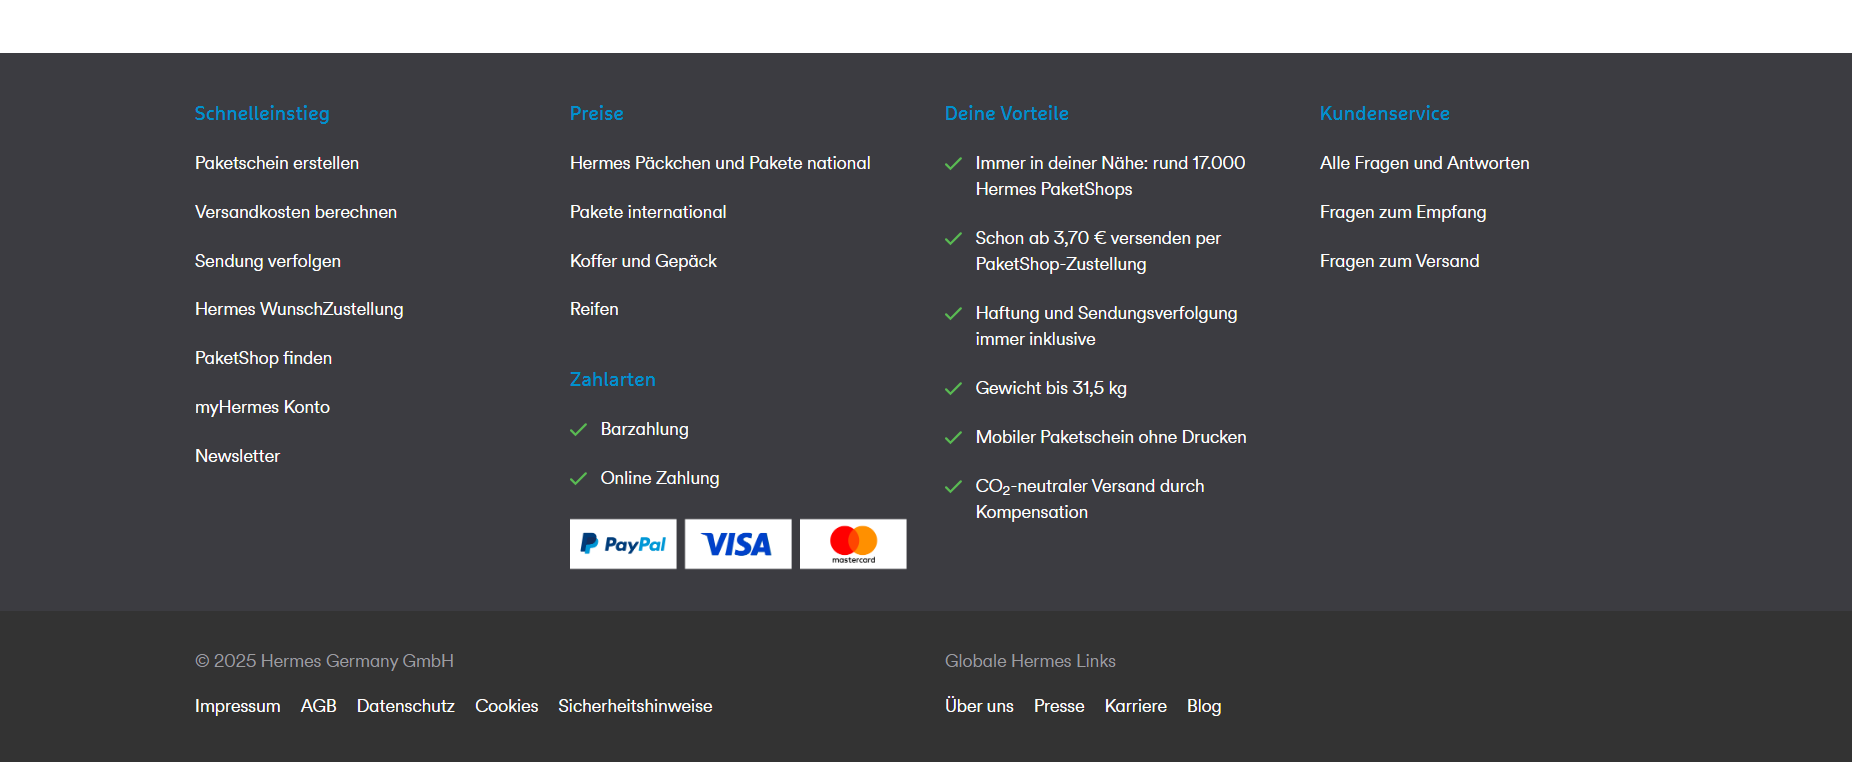 Schnelleinstieg
Paketschein erstellen
Versandkosten berechnen
Sendung verfolgen
Hermes WunschZustellung
PaketShop finden
myHermes Konto
Newsletter
Preise
Hermes Päckchen und Pakete national
Pakete international
Koffer und Gepäck
Reifen
Zahlarten
Barzahlung
Online Zahlung
PayPal
VISA
mastercard
Deine Vorteile
Immer in deiner Nähe: rund 17.000
Hermes PaketShops
Schon ab 3,70 € versenden per
PaketShop-Zustellung
Haftung und Sendungsverfolgung
immer inklusive
Gewicht bis 31,5 kg
Mobiler Paketschein ohne Drucken
CO₂-neutraler Versand durch
Kompensation
Kundenservice
Alle Fragen und Antworten
Fragen zum Empfang
Fragen zum Versand
© 2025 Hermes Germany GmbH
Impressum AGB Datenschutz Cookies Sicherheitshinweise
Globale Hermes Links
Über uns Presse Karriere Blog